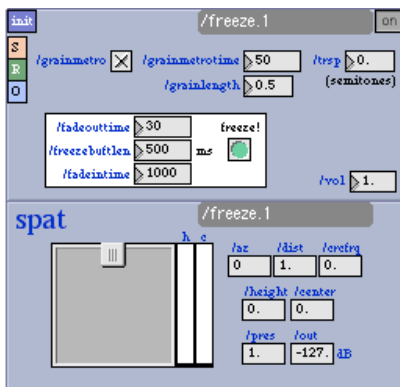 init /freeze.1 on
S
R
O
/grainmetro /grainmetrotime 50 /trsp 0.
/grainlength 0.5 (semitones)
/fadeouttime 30 freeze!
/freezebuflen 500 ms
/fadeintime 1000
/vol 1.
spat /freeze.1
h c
/az /dist /crcfrq
0 1. 0.
/height /center
0. 0.
/pres /out
1. -127. dB